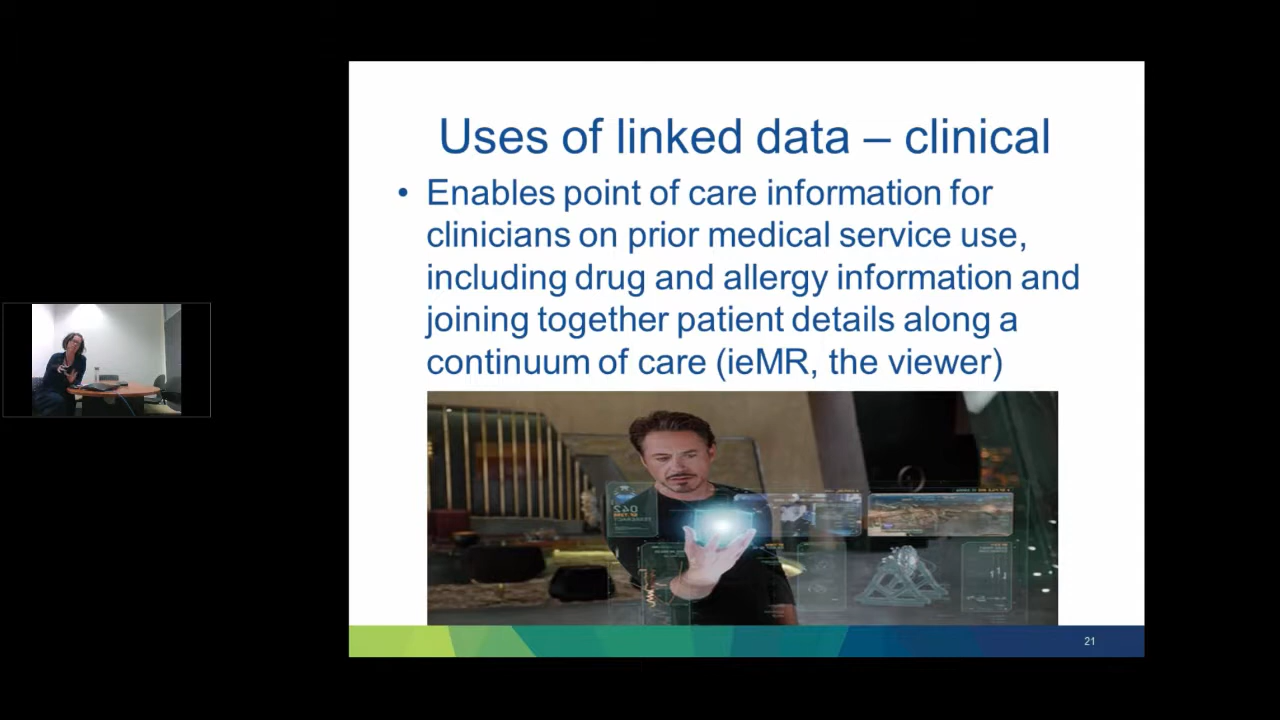 Uses of linked data – clinical
• Enables point of care information for
clinicians on prior medical service use,
including drug and allergy information and
joining together patient details along a
continuum of care (ieMR, the viewer)
21